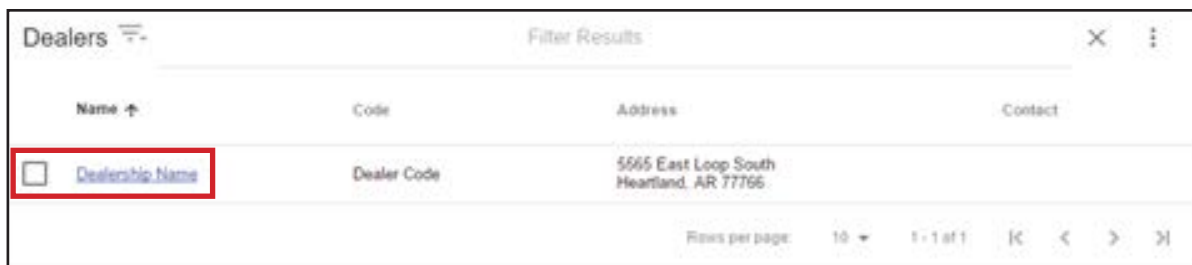 Dealers
Filter Results
Name Code Address Contact
Dealership Name Dealer Code 5565 East Loop South
Heartland, AR 77766
Rows per page: 10 1 - 1 of 1